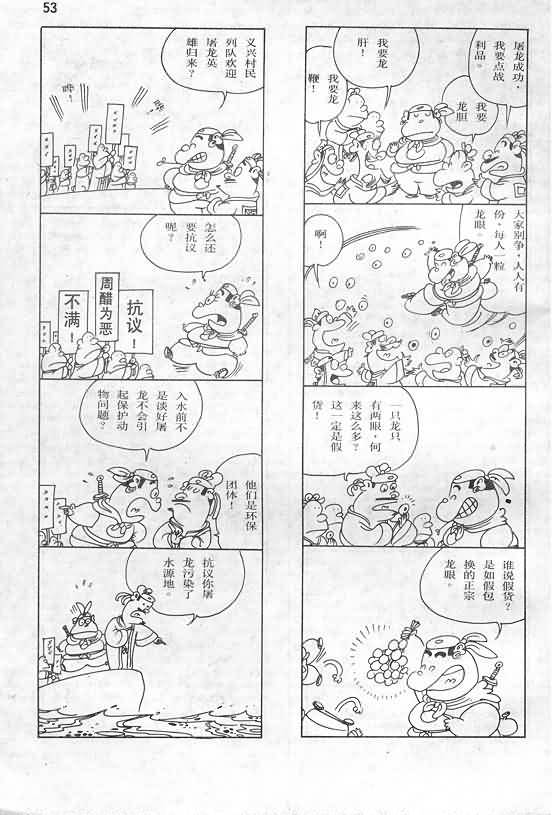 53
屠龙成功，
我要点战
利品。
我要
龙胆
我要龙
肝！
我要龙
鞭！
大家别争，人人有
份、每人一粒
龙眼。
啊！
一只龙只
有两眼，何
来这么多？
这一定是假
货！
谁说假货？
是如假包
换的正宗
龙眼。
义兴村民
列队欢迎
屠龙英
雄归来？
哗！
哗！
怎么还
要抗议
呢？
抗议！
周醋为恶
不满！
他们是环保
团体！
入水前不
是谈好屠
龙不会引
起保护动
物问题？
抗议你屠
龙污染了
水源地。